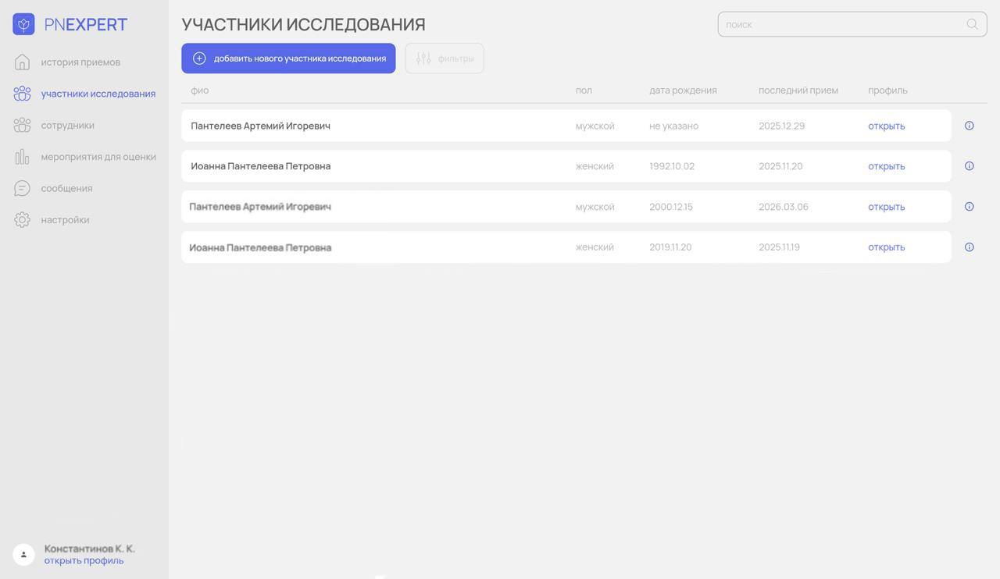 PNEXPERT
история приемов
участники исследования
сотрудники
мероприятия для оценки
сообщения
настройки
Константинов К. К.
открыть профиль
УЧАСТНИКИ ИССЛЕДОВАНИЯ
поиск
добавить нового участника исследования
фильтры
фио пол дата рождения последний прием профиль
Пантелеев Артемий Игоревич мужской не указано 2025.12.29 открыть
Иоанна Пантелеева Петровна женский 1992.10.02 2025.11.20 открыть
Пантелеев Артемий Игоревич мужской 2000.12.15 2026.03.06 открыть
Иоанна Пантелеева Петровна женский 2019.11.20 2025.11.19 открыть